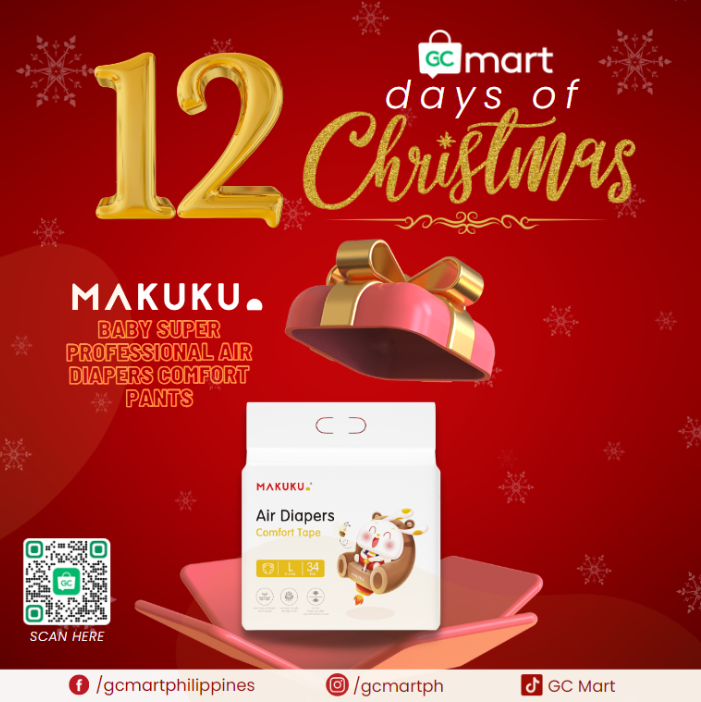 12
GC mart
days of
Christmas
MAKUKU
BABY SUPER
PROFESSIONAL AIR
DIAPERS COMFORT
PANTS
MAKUKU
Air Diapers
Comfort Tape
L
34
SCAN HERE
/gcmartphilippines
/gcmartph
GC Mart